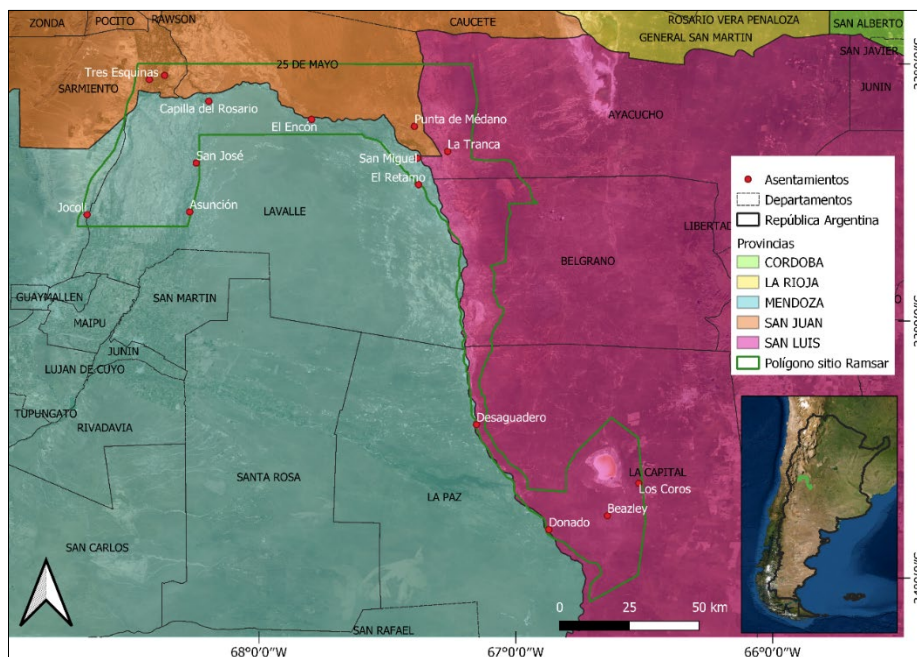 ZONDA
POCITO
RAWSON
CAUCETE
ROSARIO VERA PEÑALOZA
SAN ALBERTO
GENERAL SAN MARTIN
SAN JAVIER
Tres Esquinas
25 DE MAYO
SARMIENTO
JUNIN
Capilla del Rosario
AYACUCHO
El Encón
Punta de Médano
La Tranca
San José
San Miguel
El Retamo
Jocolí
Asunción
LAVALLE
LIBERTAD
BELGRANO
GUAYMALLEN
SAN MARTIN
MAIPU
JUNIN
LUJAN DE CUYO
TUPUNGATO
RIVADAVIA
Desaguadero
SANTA ROSA
LA CAPITAL
LA PAZ
Los Coros
Beazley
Donado
SAN CARLOS
SAN RAFAEL
Asentamientos
Departamentos
República Argentina
Provincias
CORDOBA
LA RIOJA
MENDOZA
SAN JUAN
SAN LUIS
Polígono sitio Ramsar
0 25 50 km
68°0'0"W 67°0'0"W 66°0'0"W